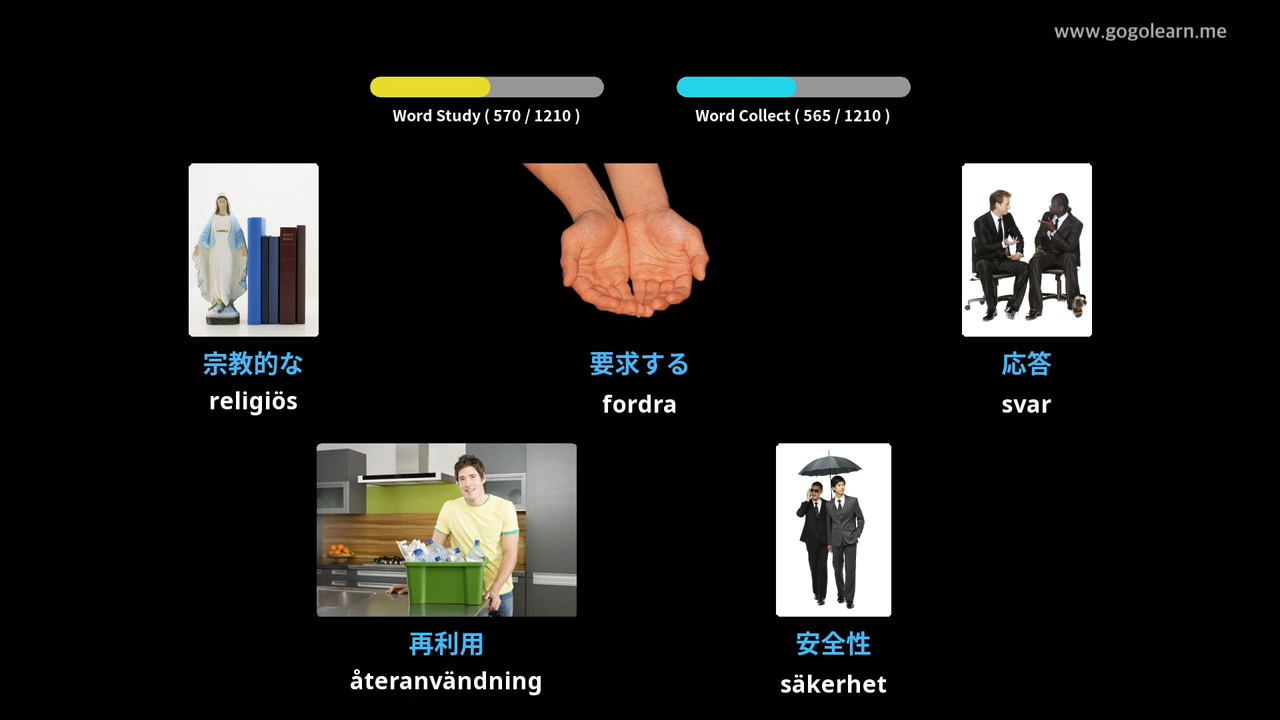 www.gogolearn.me
Word Study ( 570 / 1210 )
Word Collect ( 565 / 1210 )
宗教的な
religiös
要求する
fordra
応答
svar
再利用
återanvändning
安全性
säkerhet